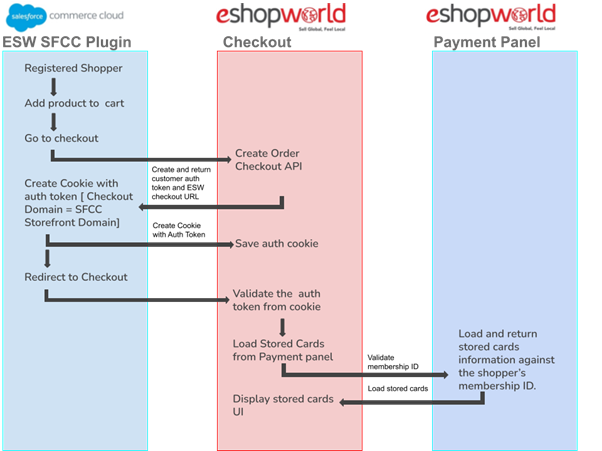 salesforce commerce cloud
eshopworld
Sell Global, Feel Local
eshopworld
Sell Global, Feel Local
ESW SFCC Plugin
Checkout
Payment Panel
Registered Shopper
Add product to cart
Go to checkout
Create Order
Checkout API
Create and return
customer auth
token and ESW
checkout URL
Create Cookie with
auth token [ Checkout
Domain = SFCC
Storefront Domain]
Create Cookie
with Auth Token
Save auth cookie
Redirect to Checkout
Validate the auth
token from cookie
Load Stored Cards
from Payment panel
Validate
membership ID
Load and return
stored cards
information against
the shopper's
membership ID.
Load stored cards
Display stored cards
UI